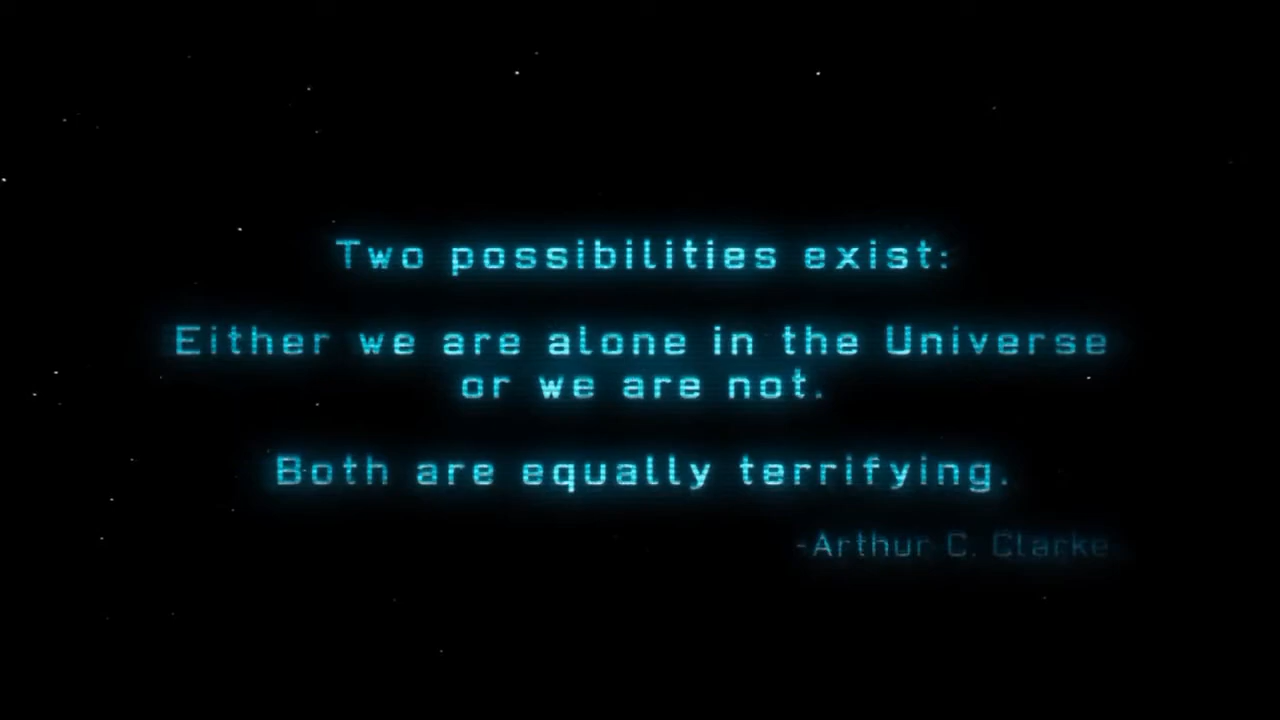 Two possibilities exist:
Either we are alone in the Universe
or we are not.
Both are equally terrifying.
-Arthur C. Clarke